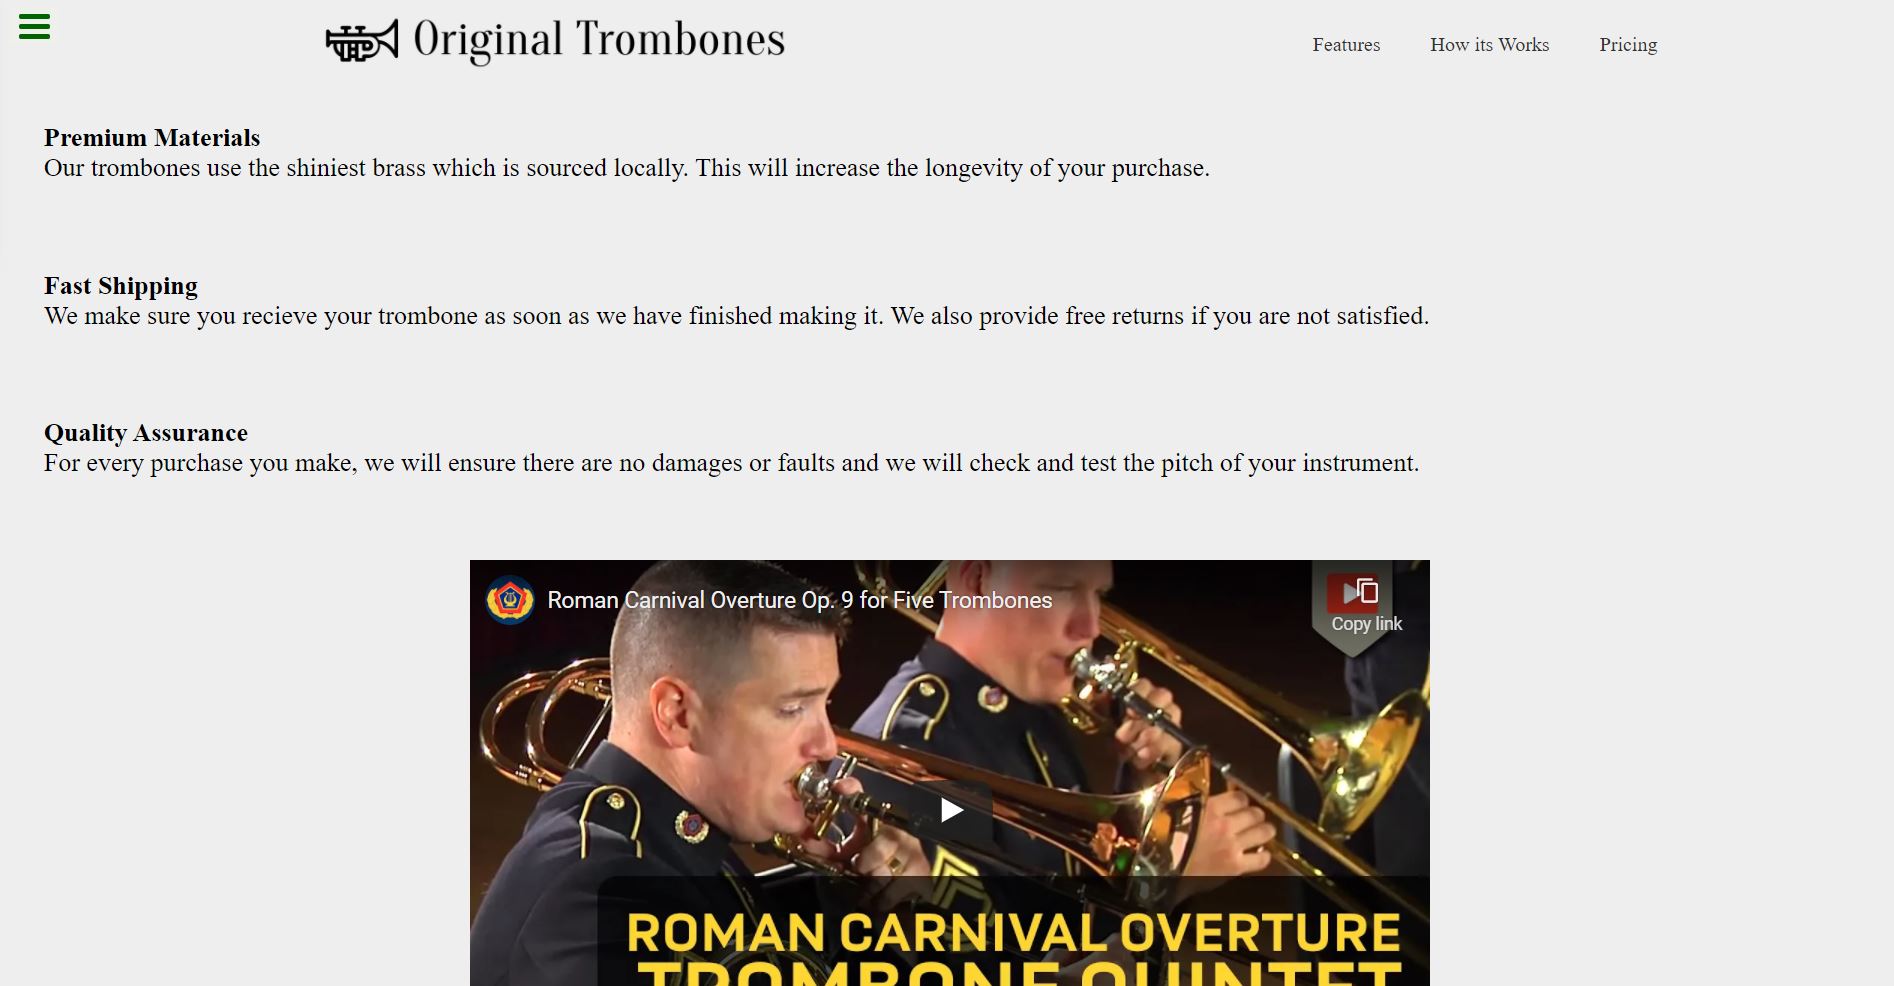 Original Trombones
Features
How its Works
Pricing
Premium Materials
Our trombones use the shiniest brass which is sourced locally. This will increase the longevity of your purchase.
Fast Shipping
We make sure you recieve your trombone as soon as we have finished making it. We also provide free returns if you are not satisfied.
Quality Assurance
For every purchase you make, we will ensure there are no damages or faults and we will check and test the pitch of your instrument.
Roman Carnival Overture Op. 9 for Five Trombones
Copy link
ROMAN CARNIVAL OVERTURE
TROMBONE QUINTET